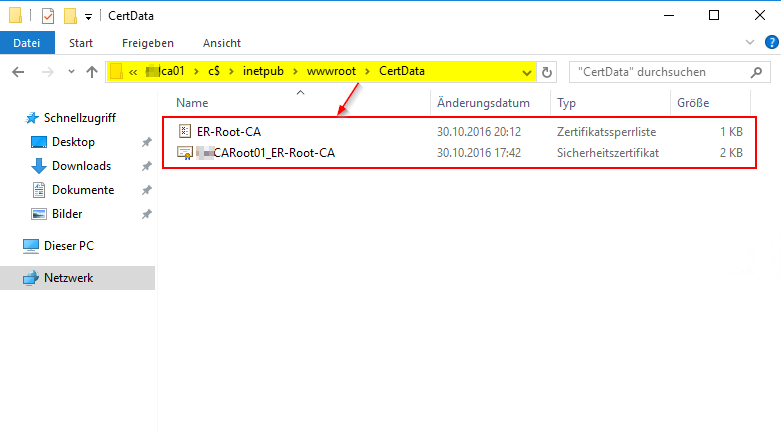 CertData
Datei Start Freigeben Ansicht
ca01 c$ inetpub wwwroot CertData "CertData" durchsuchen
Name Änderungsdatum Typ Größe
Schnellzugriff
Desktop
Downloads
Dokumente
Bilder
Dieser PC
Netzwerk
ER-Root-CA 30.10.2016 20:12 Zertifikatssperrliste 1 KB
CARoot01_ER-Root-CA 30.10.2016 17:42 Sicherheitszertifikat 2 KB